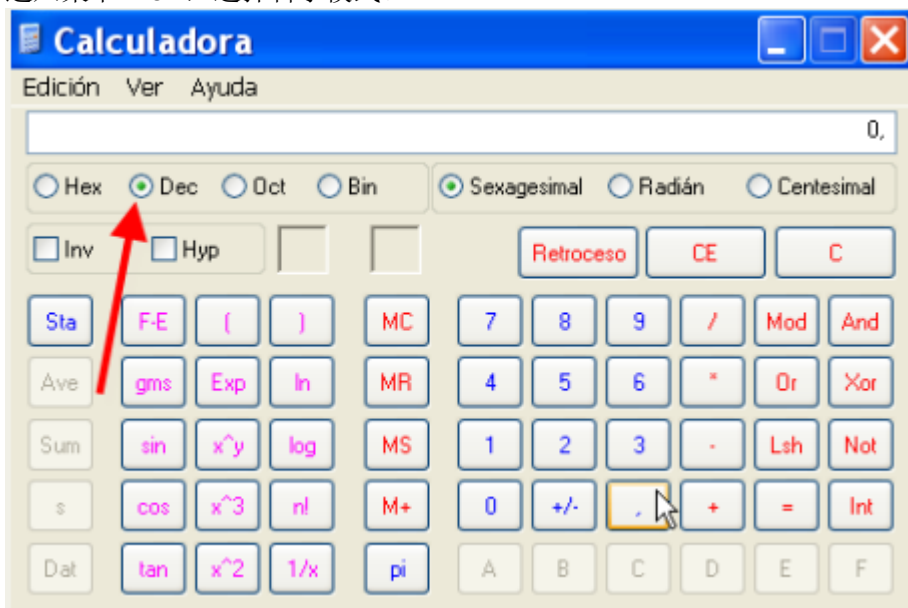 Calculadora
Edición Ver Ayuda
0,
Hex Dec Oct Bin Sexagesimal Radián Centesimal
Inv Hyp Retroceso CE C
Sta F-E ( ) MC 7 8 9 / Mod And
Ave gms Exp ln MR 4 5 6 * Or Xor
Sum sin x^y log MS 1 2 3 - Lsh Not
s cos x^3 n! M+ 0 +/- , + = Int
Dat tan x^2 1/x pi A B C D E F